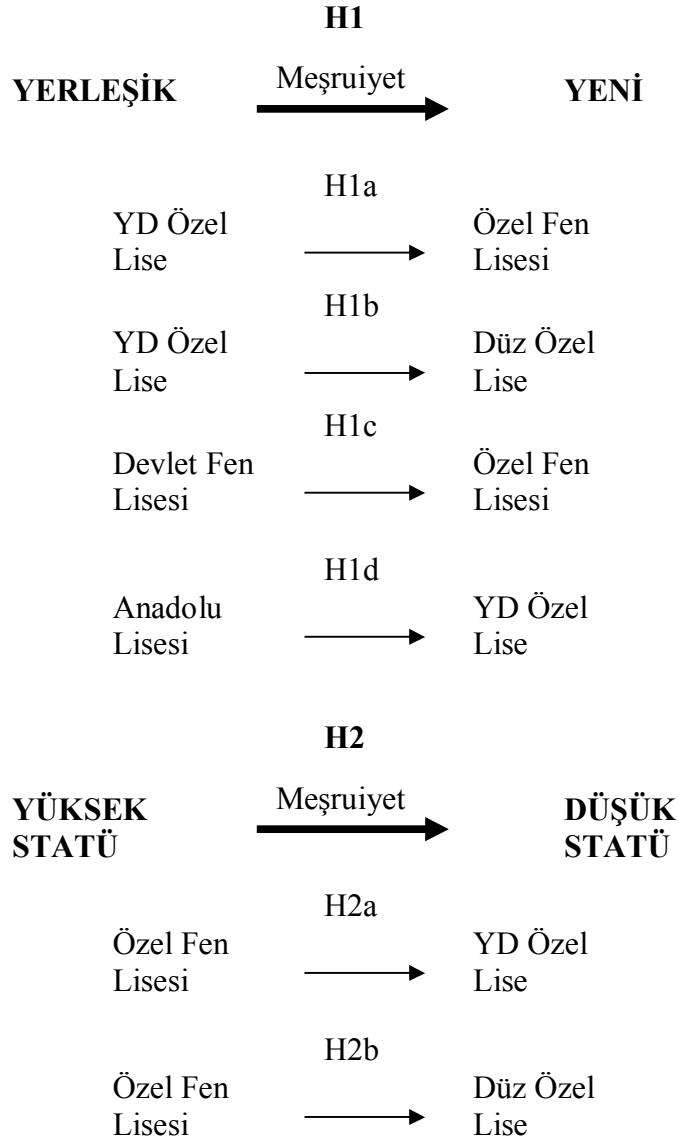 H1
Meşruiyet
YERLEŞİK YENİ
H1a
YD Özel Özel Fen
Lise Lisesi
H1b
YD Özel Düz Özel
Lise Lise
H1c
Devlet Fen Özel Fen
Lisesi Lisesi
H1d
Anadolu YD Özel
Lisesi Lise
H2
Meşruiyet
YÜKSEK DÜŞÜK
STATÜ STATÜ
H2a
Özel Fen YD Özel
Lisesi Lise
H2b
Özel Fen Düz Özel
Lisesi Lise